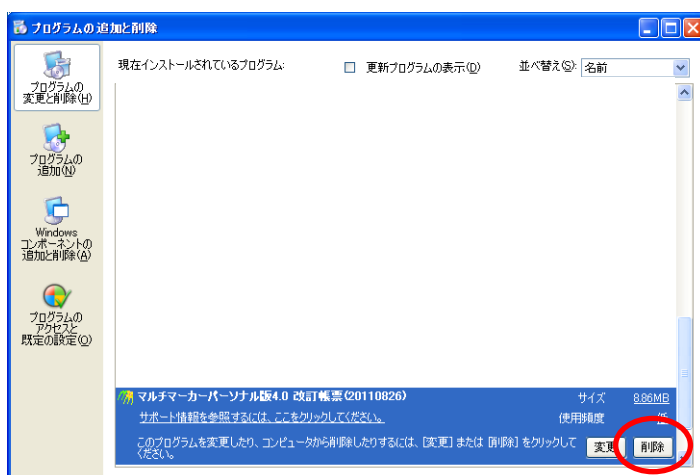 プログラムの追加と削除
プログラムの
変更と削除(H)
現在インストールされているプログラム:
更新プログラムの表示(D)
並べ替え(S):
名前
プログラムの
追加(N)
Windows
コンポーネントの
追加と削除(A)
プログラムの
アクセスと
既定の設定(O)
マルチマーカーパーソナル版4.0 改訂帳票(20110826)
サイズ
8.86MB
サポート情報を参照するには、ここをクリックしてください。
使用頻度
低
このプログラムを変更したり、コンピュータから削除したりするには、[変更] または [削除] をクリックして
ください。
変更
削除